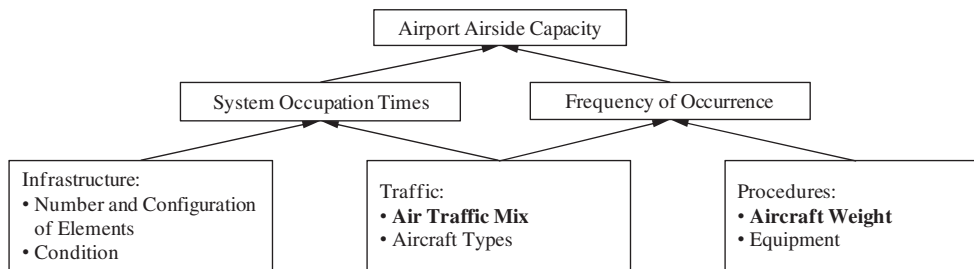 Airport Airside Capacity
System Occupation Times
Frequency of Occurrence
Infrastructure:
• Number and Configuration
of Elements
• Condition
Traffic:
• Air Traffic Mix
• Aircraft Types
Procedures:
• Aircraft Weight
• Equipment